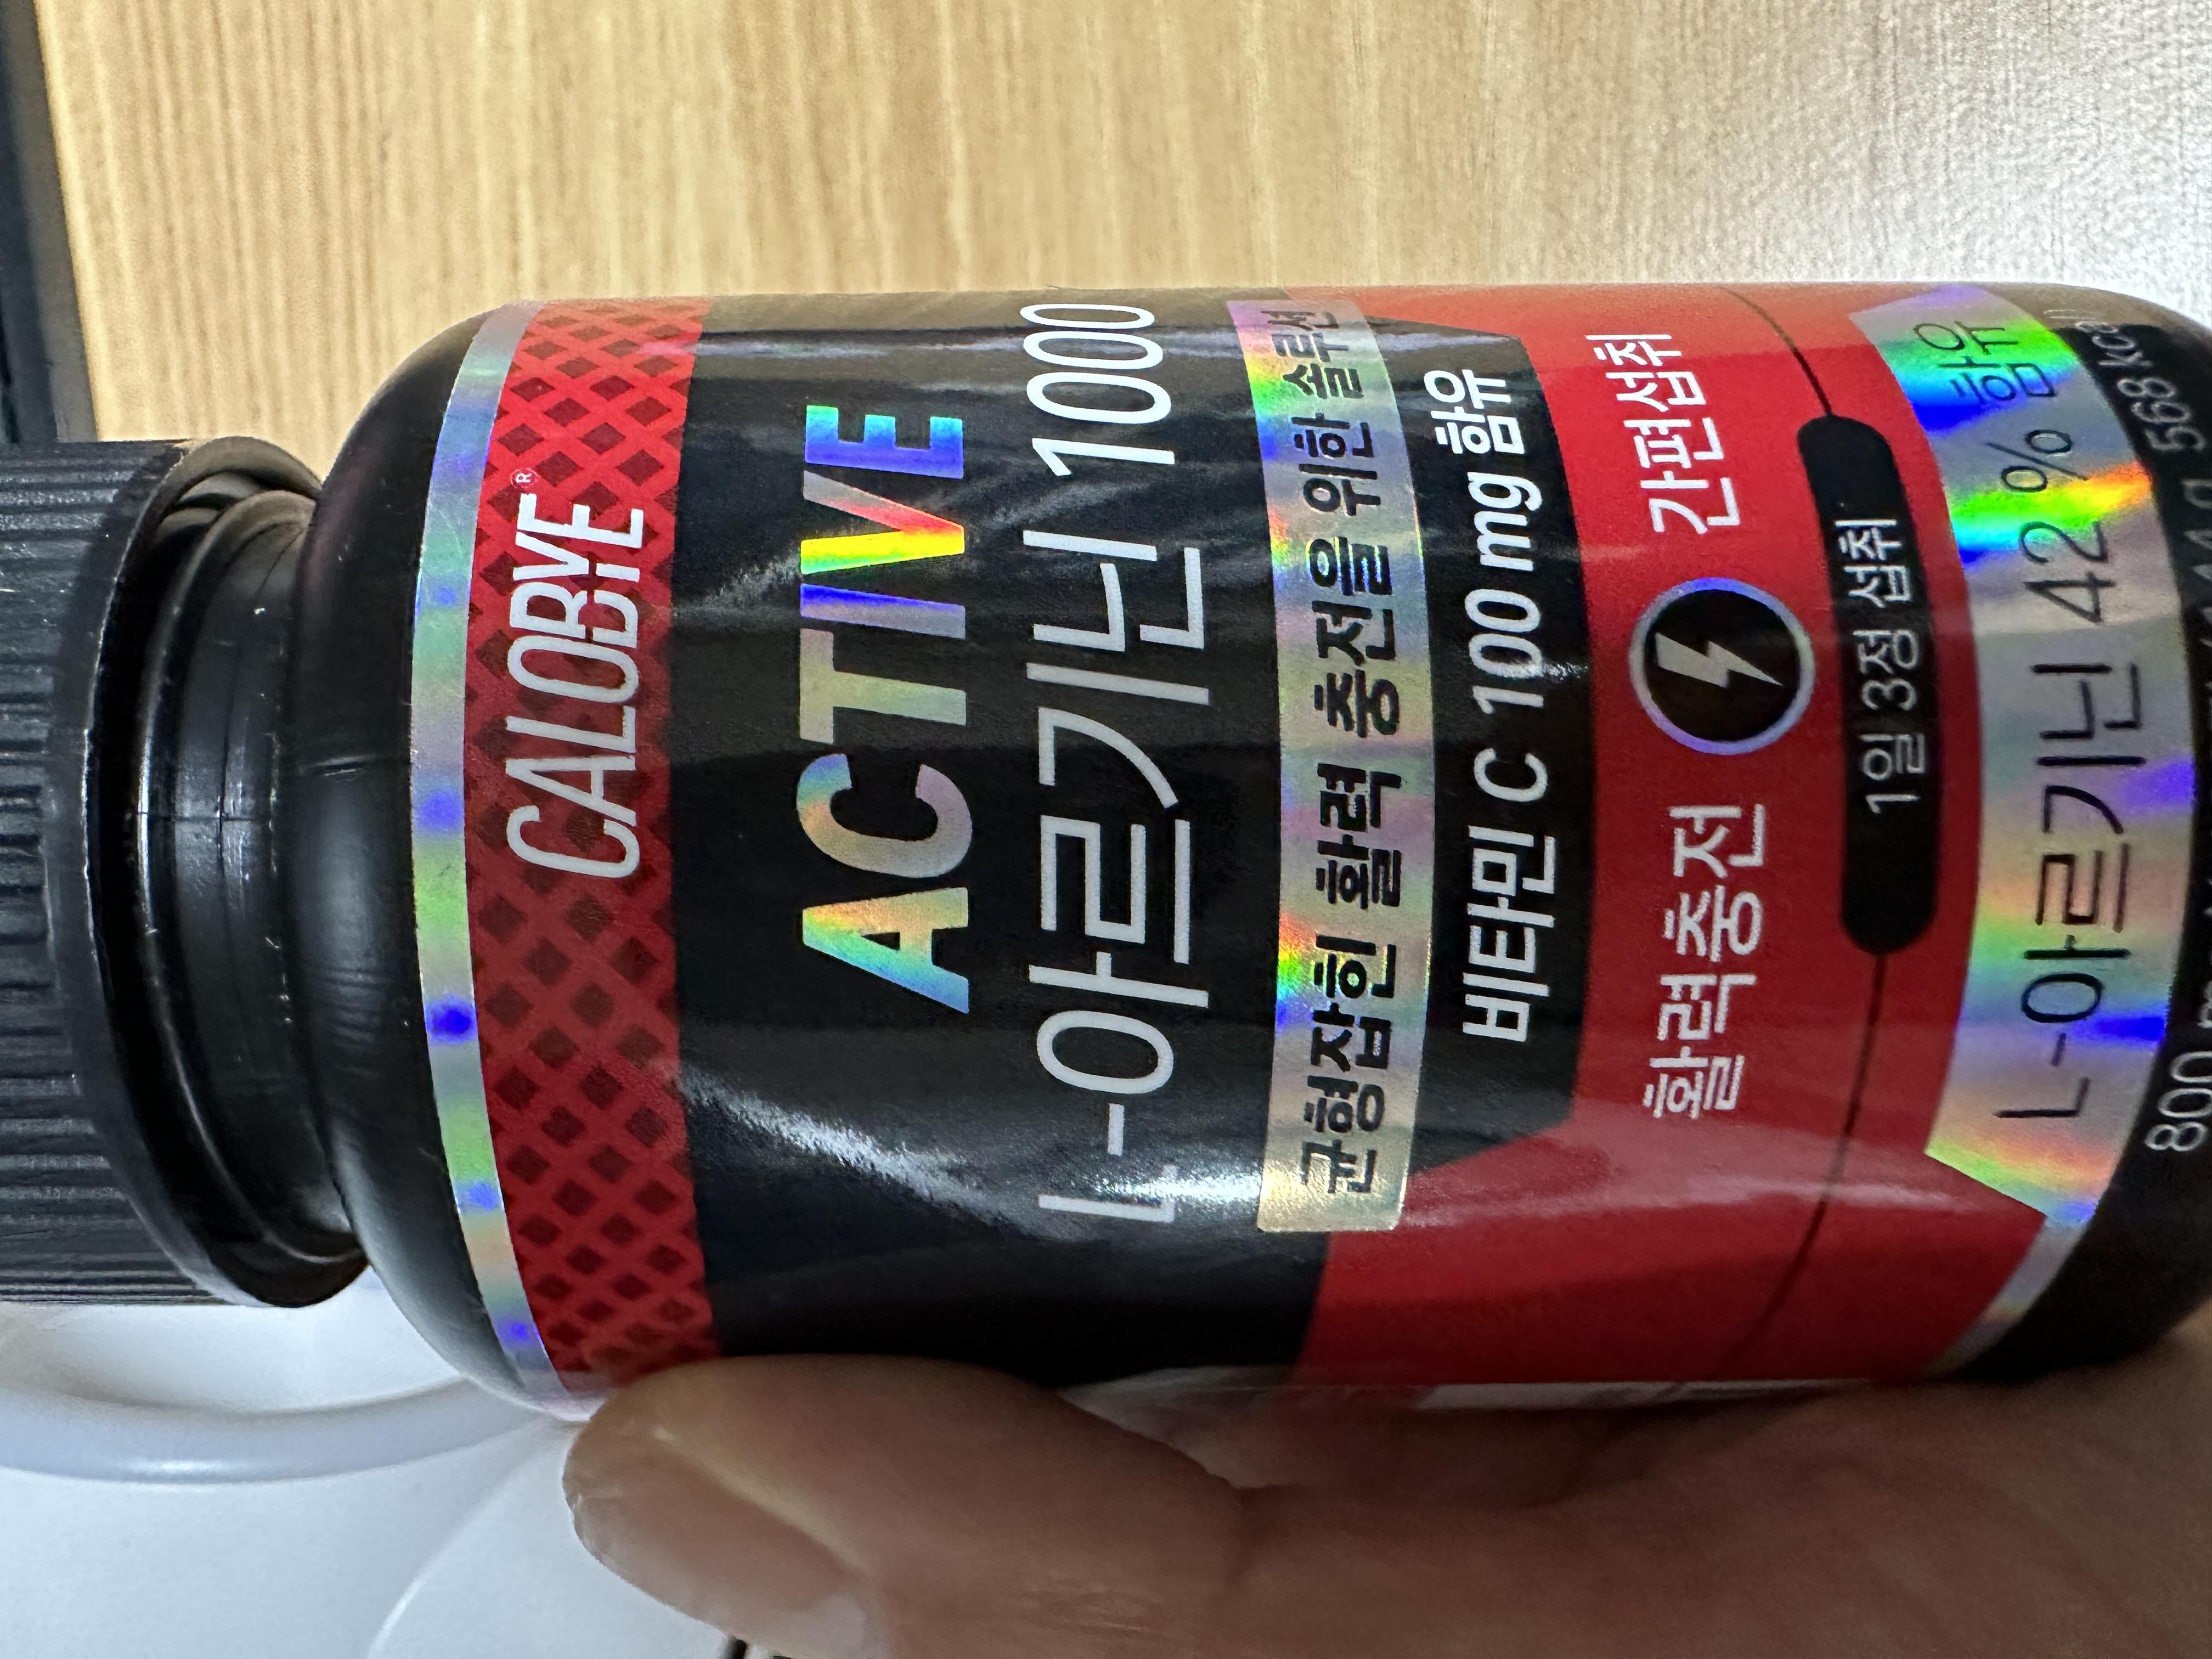 CALOBYE®
ACTIVE
L-아르기닌 1000
균형잡힌 활력 충전을 위한 솔루션
비타민 C 100 mg 함유
활력충전 간편섭취
1일 3정 섭취
L-아르기닌 42 % 함유
800 568 kcal)